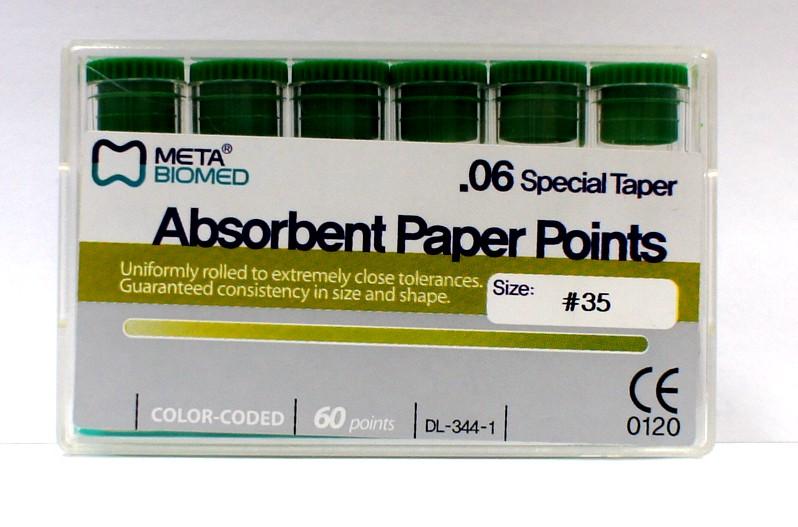 META®
BIOMED
.06 Special Taper
Absorbent Paper Points
Uniformly rolled to extremely close tolerances.
Guaranteed consistency in size and shape.
Size: #35
CE
0120
COLOR-CODED 60 points DL-344-1